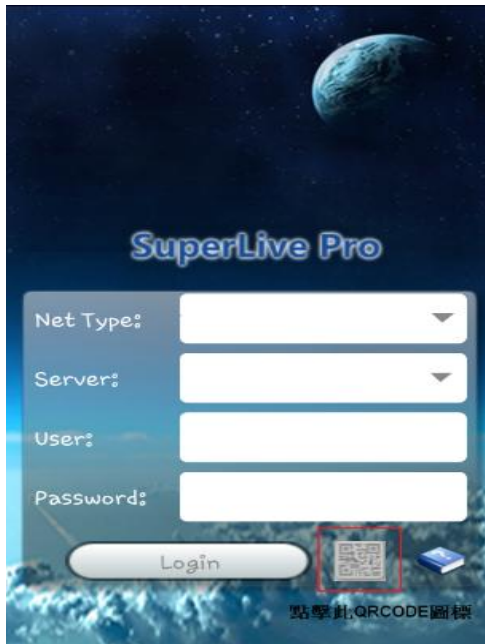 SuperLive Pro
Net Type:
Server:
User:
Password:
Login
點擊此QRCODE圖標